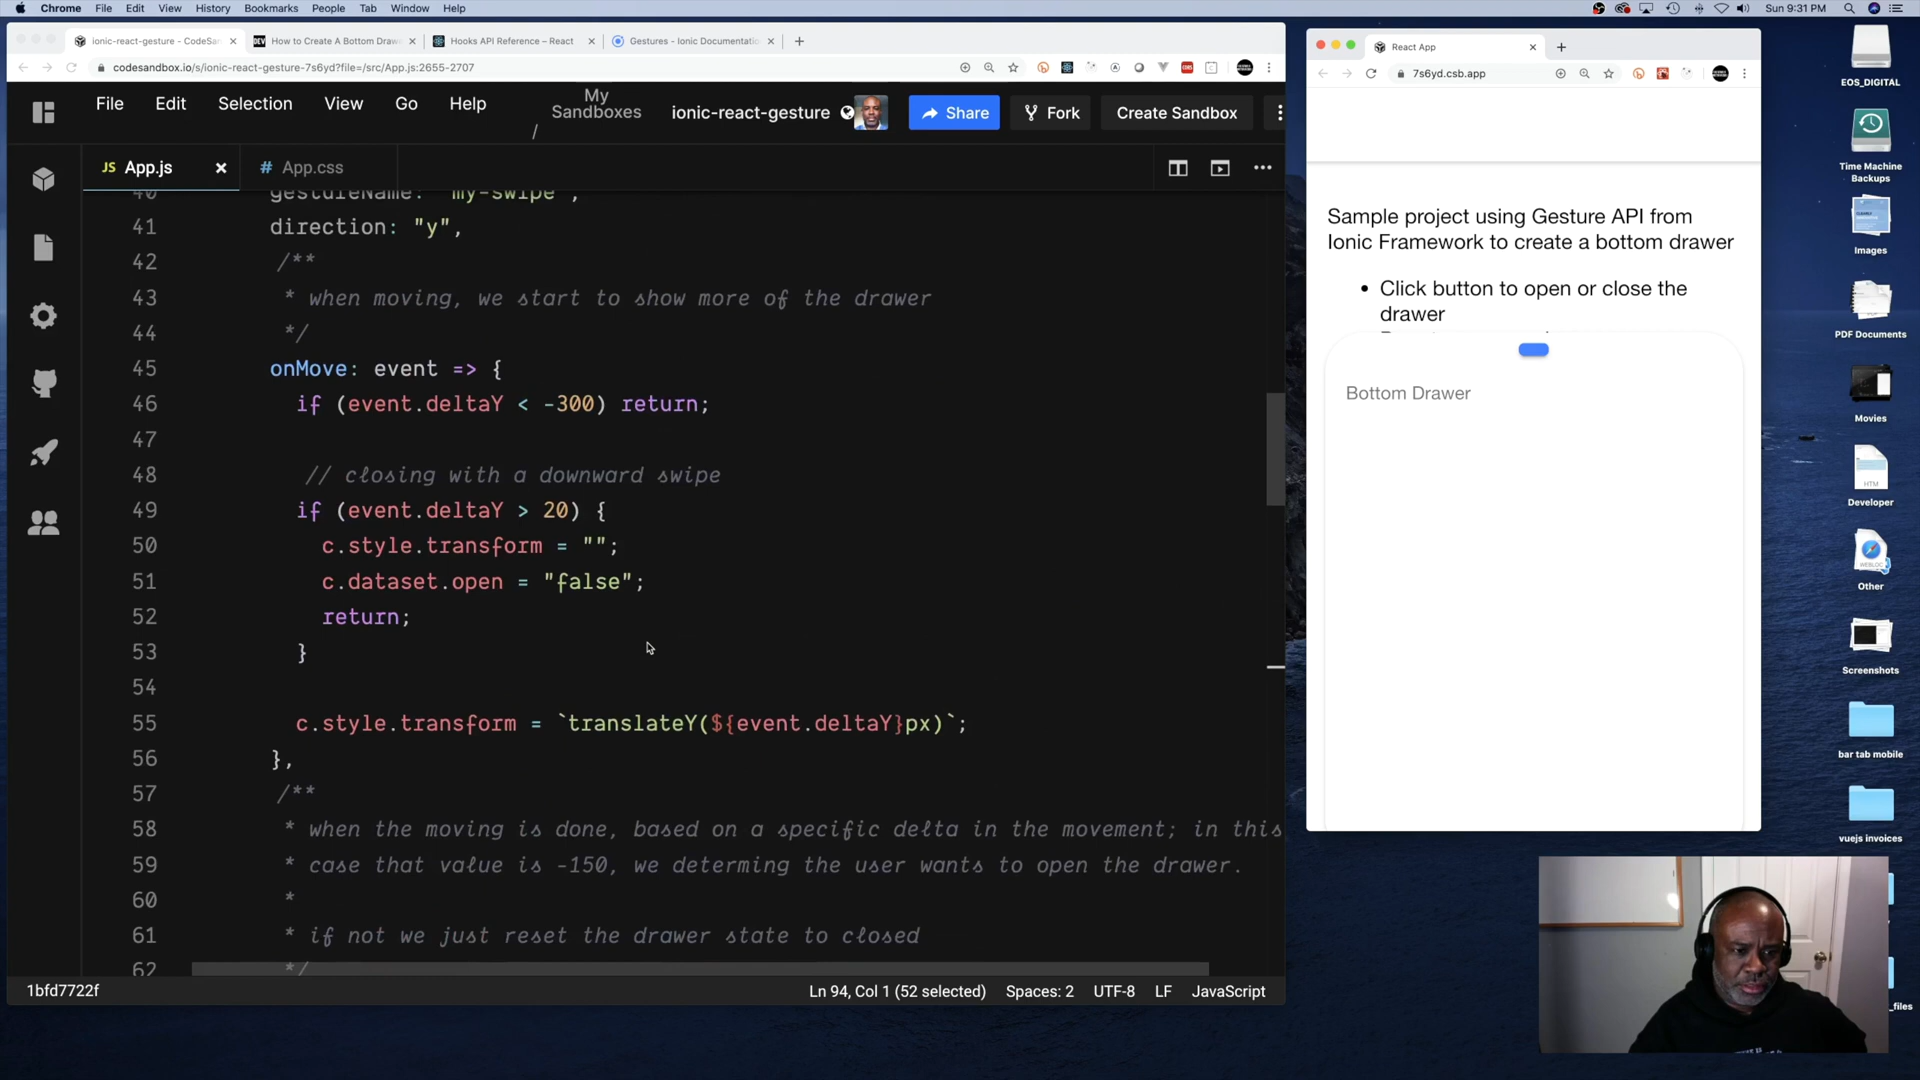 Chrome File Edit View History Bookmarks People Tab Window Help
Sun 9:31 PM
ionic-react-gesture - CodeSan
How to Create A Bottom Draw
Hooks API Reference – React
Gestures - Ionic Documentatio
codesandbox.io/s/ionic-react-gesture-7s6yd?file=/src/App.js:2655-2707
File Edit Selection View Go Help
My Sandboxes /
ionic-react-gesture
Share
Fork
Create Sandbox
JS App.js
# App.css
40 gestureName: "my-swipe",
41 direction: "y",
42 /**
43 * when moving, we start to show more of the drawer
44 */
45 onMove: event => {
46 if (event.deltaY < -300) return;
47
48 // closing with a downward swipe
49 if (event.deltaY > 20) {
50 c.style.transform = "";
51 c.dataset.open = "false";
52 return;
53 }
54
55 c.style.transform = `translateY(${event.deltaY}px)`;
56 },
57 /**
58 * when the moving is done, based on a specific delta in the movement; in this
59 * case that value is -150, we determing the user wants to open the drawer.
60 *
61 * if not we just reset the drawer state to closed
62 */
1bfd7722f
Ln 94, Col 1 (52 selected) Spaces: 2 UTF-8 LF JavaScript
React App
7s6yd.csb.app
Sample project using Gesture API from
Ionic Framework to create a bottom drawer
• Click button to open or close the
drawer
Bottom Drawer
EOS_DIGITAL
Time Machine
Backups
Images
PDF Documents
Movies
HTM
Developer
WEBLOC
Other
Screenshots
bar tab mobile
vuejs invoices
_files